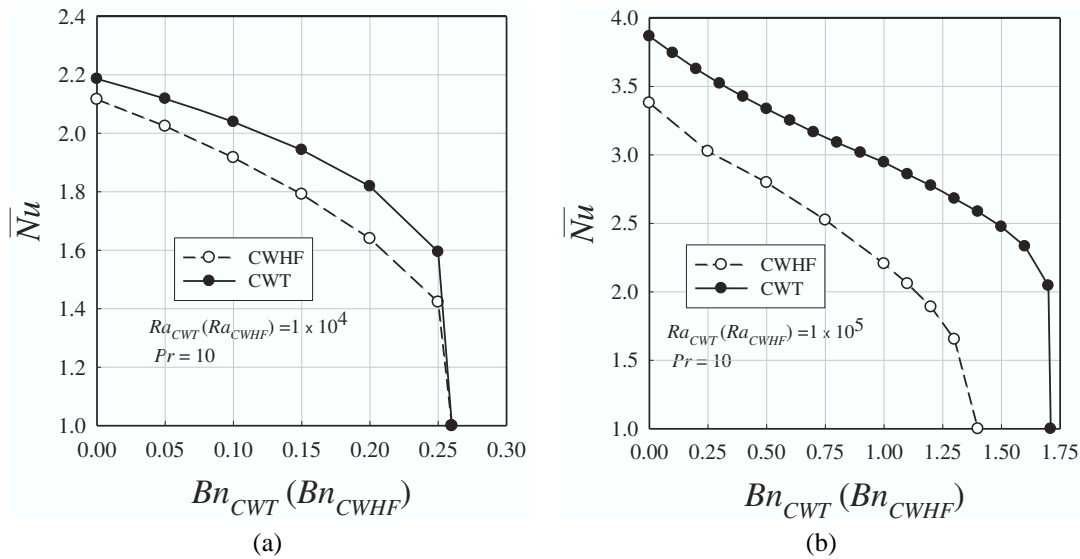 2.4
2.2
2.0
1.8
1.6
1.4
1.2
1.0
Nu
CWHF
CWT
Ra_CWT (Ra_CWHF) = 1 x 10^4
Pr = 10
0.00 0.05 0.10 0.15 0.20 0.25 0.30
Bn_CWT (Bn_CWHF)
(a)
4.0
3.5
3.0
2.5
2.0
1.5
1.0
Nu
CWHF
CWT
Ra_CWT (Ra_CWHF) = 1 x 10^5
Pr = 10
0.00 0.25 0.50 0.75 1.00 1.25 1.50 1.75
Bn_CWT (Bn_CWHF)
(b)